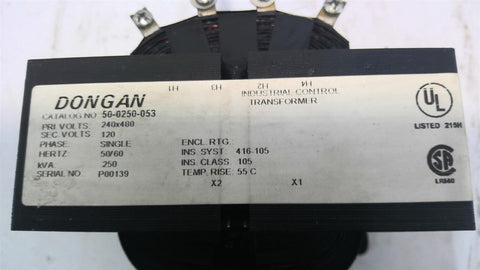 H1 H3 H2 H4
DONGAN
INDUSTRIAL CONTROL
TRANSFORMER
CATALOG NO. 50-0250-053
PRI. VOLTS: 240x480
SEC. VOLTS: 120
PHASE: SINGLE
HERTZ 50/60
kVA 250
SERIAL NO P00139
ENCL. RTG.
INS. SYST. 416-105
INS. CLASS. 105
TEMP. RISE. 55 C
X2 X1
UL
LISTED 215H
SP
LR560